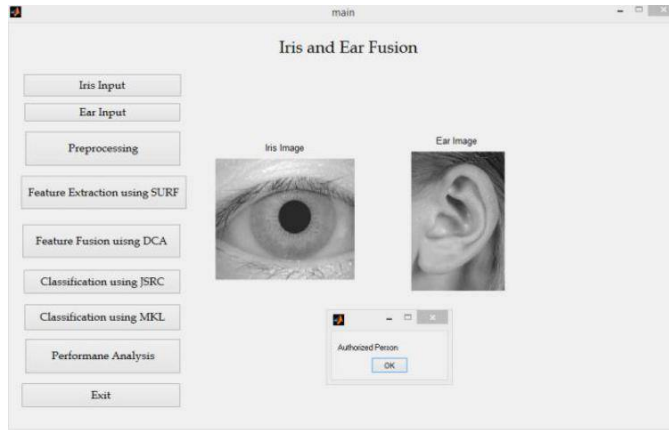 main
Iris and Ear Fusion
Iris Input
Ear Input
Preprocessing
Feature Extraction using SURF
Feature Fusion uisng DCA
Classification using JSRC
Classification using MKL
Performane Analysis
Exit
Iris Image
Ear Image
Authorized Person
OK